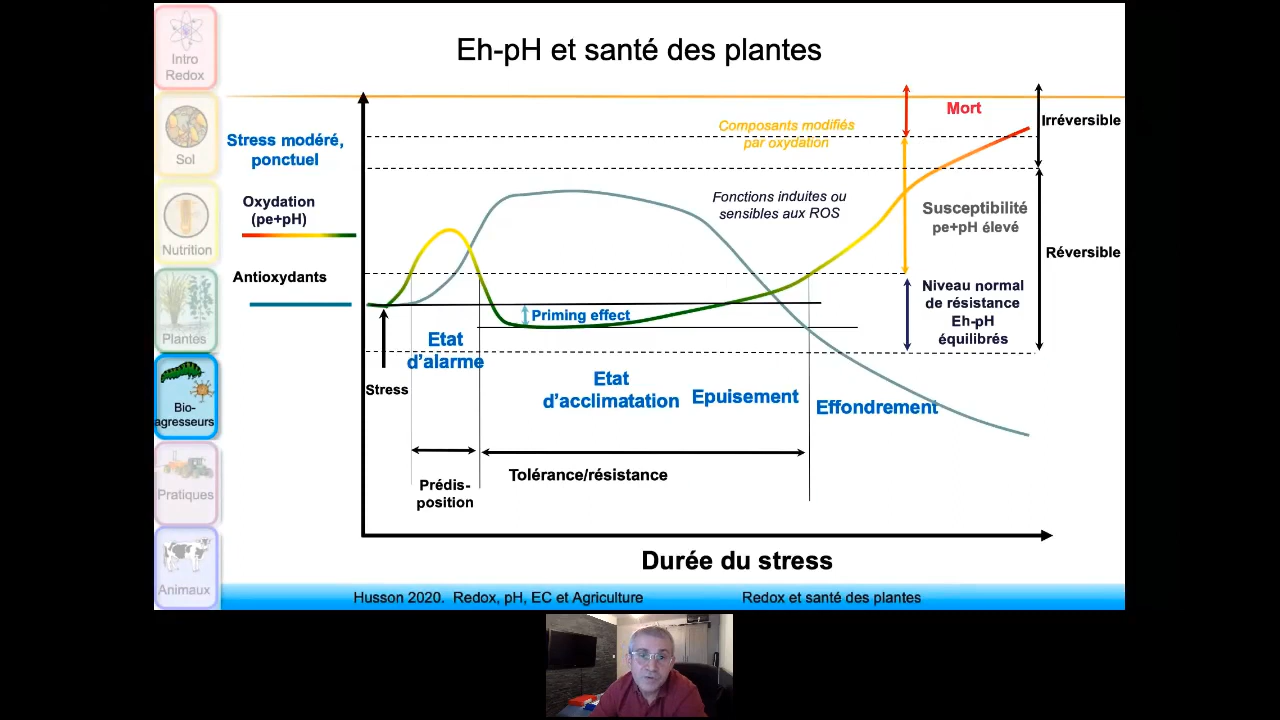 Eh-pH et santé des plantes
Intro
Redox
Sol
Nutrition
Plantes
Bio-
agresseurs
Pratiques
Animaux
Stress modéré,
ponctuel
Oxydation
(pe+pH)
Antioxydants
Composants modifiés
par oxydation
Fonctions induites ou
sensibles aux ROS
Mort
Irréversible
Susceptibilité
pe+pH élevé
Réversible
Niveau normal
de résistance
Eh-pH
équilibrés
Priming effect
Stress
Etat
d'alarme
Etat
d'acclimatation
Epuisement
Effondrement
Prédis-
position
Tolérance/résistance
Durée du stress
Husson 2020. Redox, pH, EC et Agriculture
Redox et santé des plantes